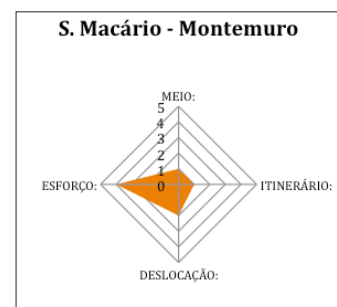 S. Macário - Montemuro
MEIO:
5
4
3
2
1
0
ESFORÇO:
ITINERÁRIO:
DESLOCAÇÃO: